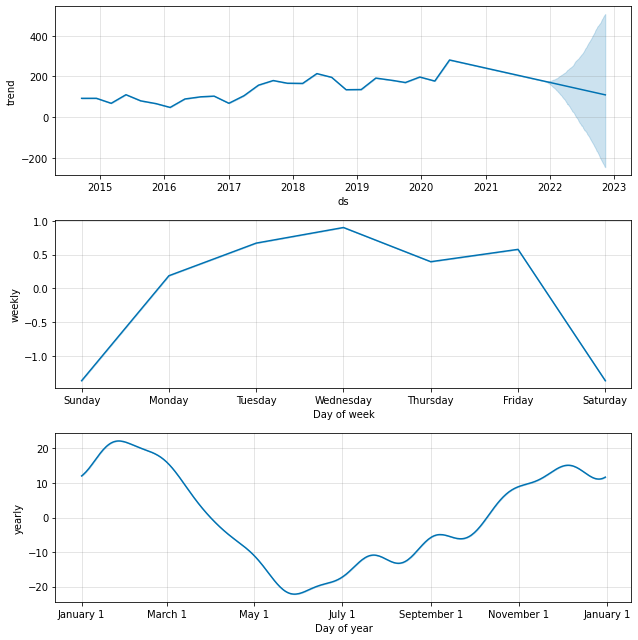 400
200
0
−200
trend
2015 2016 2017 2018 2019 2020 2021 2022 2023
ds
1.0
0.5
0.0
−0.5
−1.0
weekly
Sunday Monday Tuesday Wednesday Thursday Friday Saturday
Day of week
20
10
0
−10
−20
yearly
January 1 March 1 May 1 July 1 September 1 November 1 January 1
Day of year